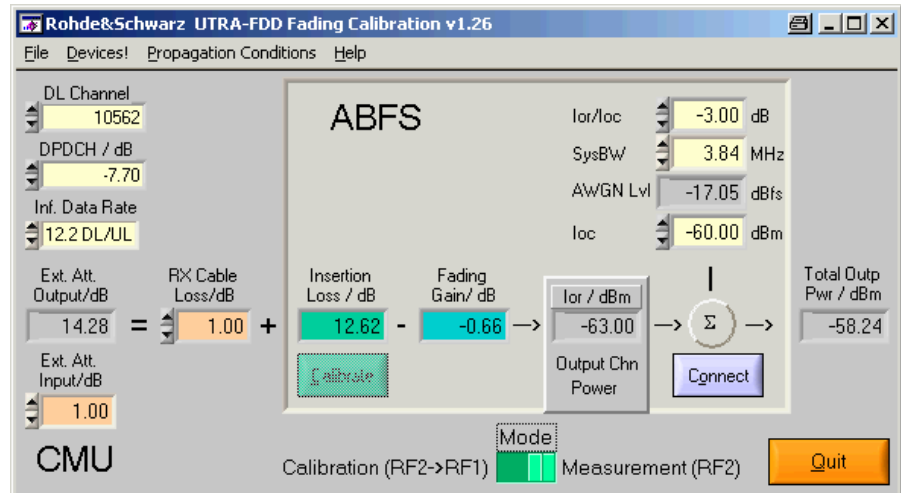 Rohde&Schwarz UTRA-FDD Fading Calibration v1.26
File Devices! Propagation Conditions Help
DL Channel
10562
DPDCH / dB
-7.70
Inf. Data Rate
12.2 DL/UL
ABFS
Ior/Ioc -3.00 dB
SysBW 3.84 MHz
AWGN Lvl -17.05 dBfs
Ioc -60.00 dBm
Ext. Att.
Output/dB
14.28
=
RX Cable
Loss/dB
1.00
+
Insertion
Loss / dB
12.62
-
Fading
Gain/ dB
-0.66
Ior / dBm
-63.00
Output Chn
Power
Σ
Total Outp
Pwr / dBm
-58.24
Calibrate
Connect
Ext. Att.
Input/dB
1.00
CMU
Mode
Calibration (RF2->RF1) Measurement (RF2)
Quit